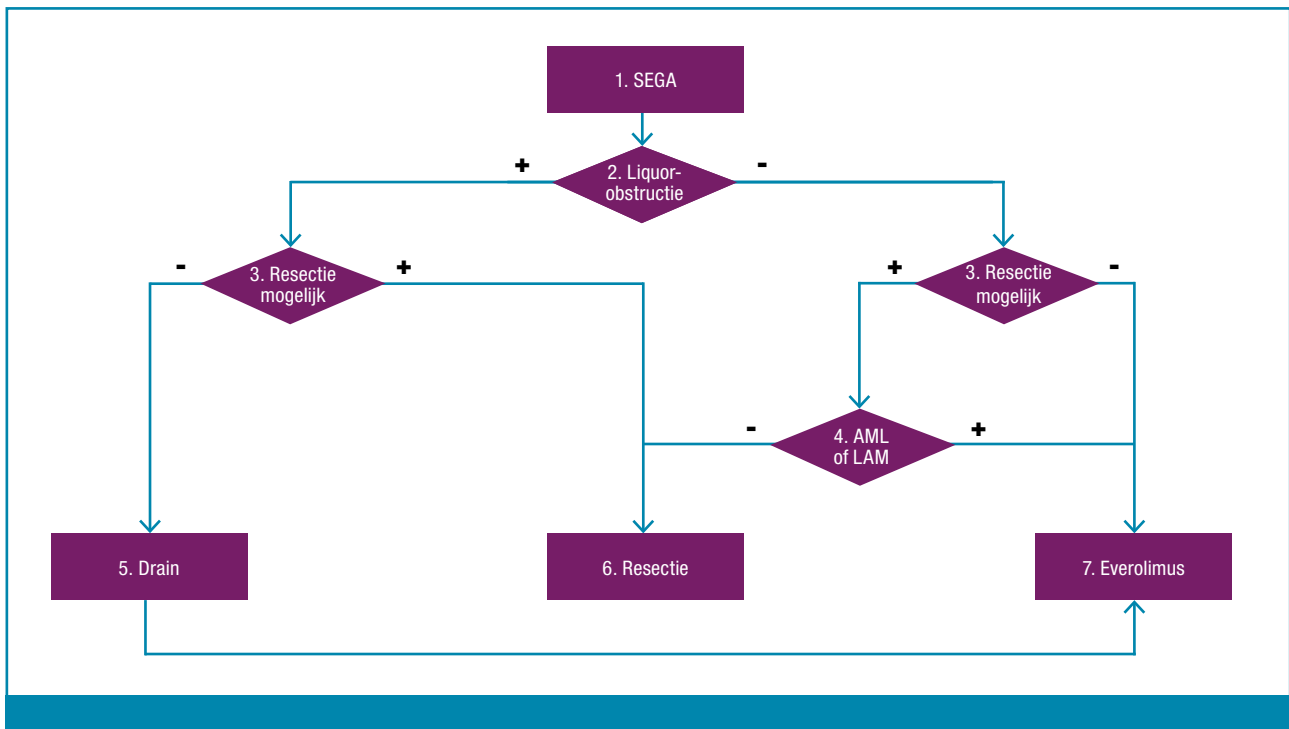 1. SEGA
+
-
2. Liquor-
obstructie
-
3. Resectie
mogelijk
+
+
3. Resectie
mogelijk
-
-
4. AML
of LAM
+
5. Drain
6. Resectie
7. Everolimus